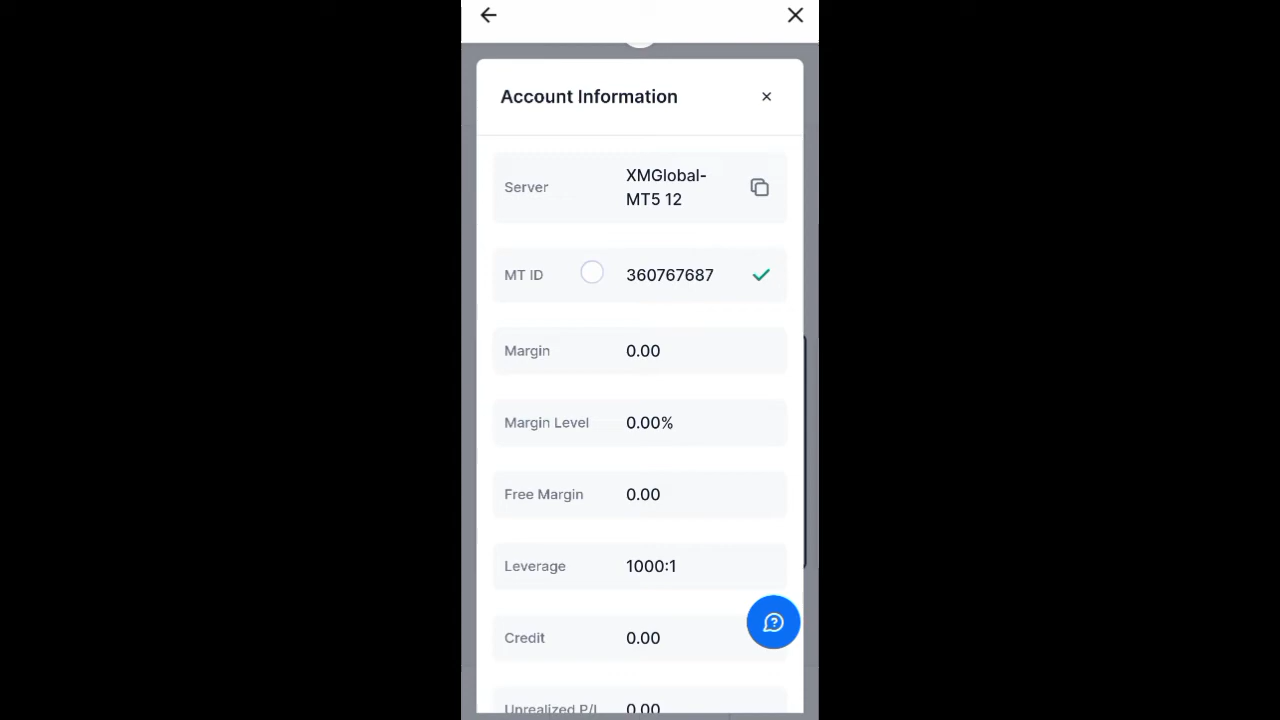 Account Information
Server
XMGlobal-
MT5 12
MT ID
360767687
Margin
0.00
Margin Level
0.00%
Free Margin
0.00
Leverage
1000:1
Credit
0.00
Unrealized P/L
0.00